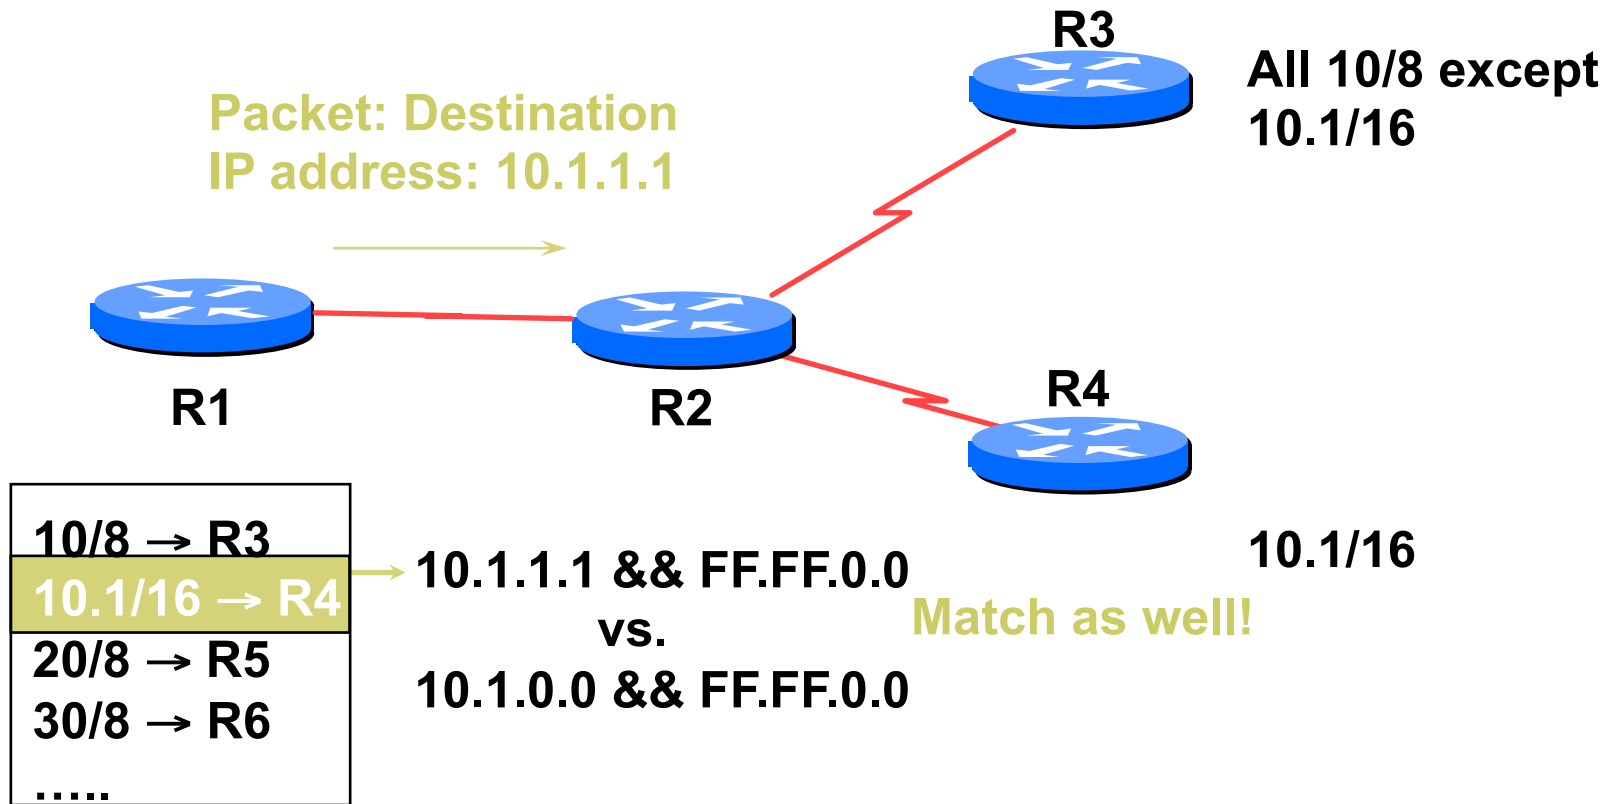 R3
All 10/8 except
10.1/16
Packet: Destination
IP address: 10.1.1.1
R1
R2
R4
10.1/16
10/8 → R3
10.1/16 → R4
20/8 → R5
30/8 → R6
.....
10.1.1.1 && FF.FF.0.0
vs.
10.1.0.0 && FF.FF.0.0
Match as well!